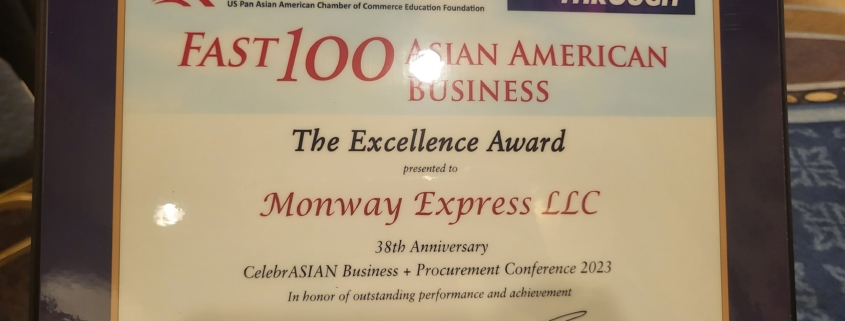 US Pan Asian American Chamber of Commerce Education Foundation
THROUGH
FAST 100 ASIAN AMERICAN
BUSINESS
The Excellence Award
presented to
Monway Express LLC
38th Anniversary
CelebrASIAN Business + Procurement Conference 2023
In honor of outstanding performance and achievement